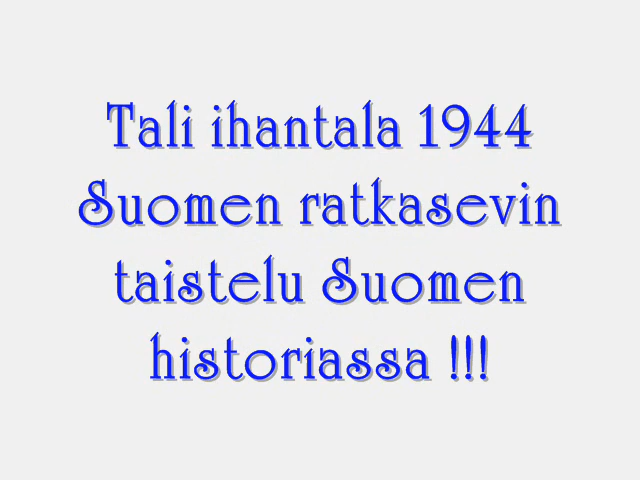 Tali ihantala 1944
Suomen ratkasevin
taistelu Suomen
historiassa !!!